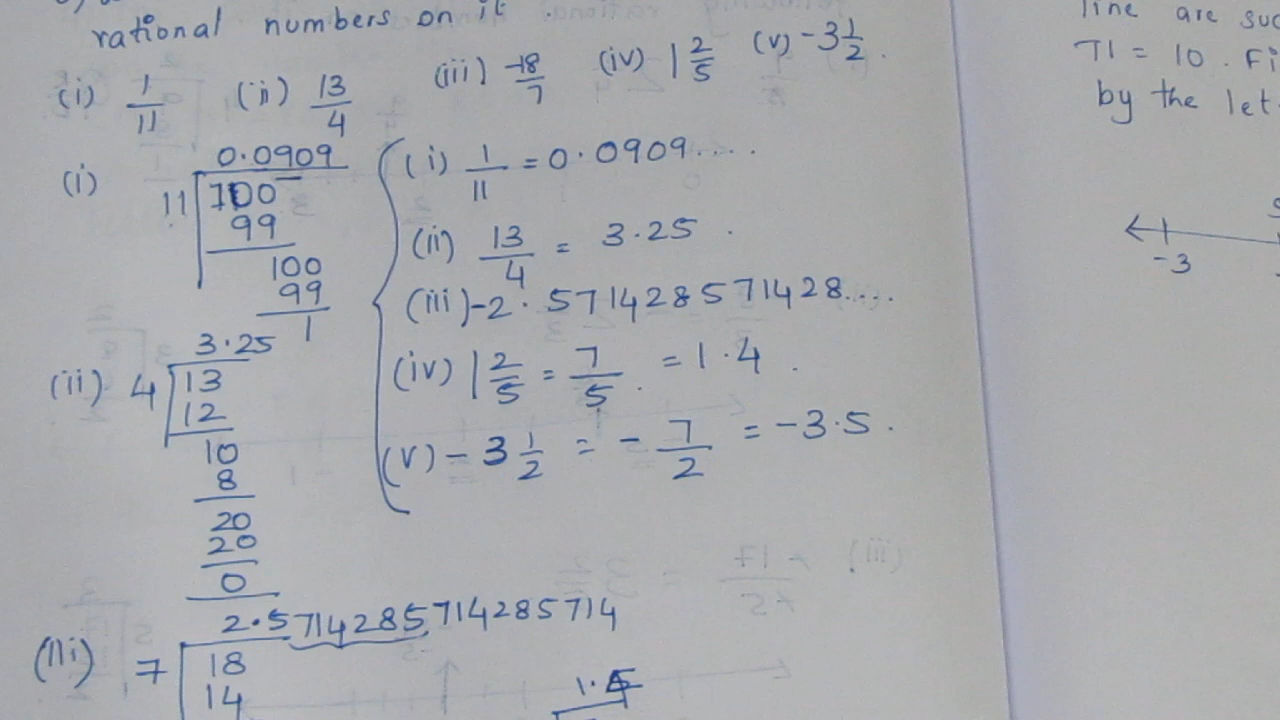 rational numbers on it.
(i) 1/11 (ii) 13/4 (iii) -18/7 (iv) 1 2/5 (v) -3 1/2.
(i)
0.0909
11 100
99
100
99
1
(ii)
3.25
4 13
12
10
8
20
20
0
(iii)
2.5714285714285714
7 18
14
1.
(i) 1/11 = 0.0909....
(ii) 13/4 = 3.25.
(iii) -2.571428571428....
(iv) 1 2/5 = 7/5. = 1.4.
(v) -3 1/2 = -7/2 = -3.5.
line are
TI = 10. 
by the
-3